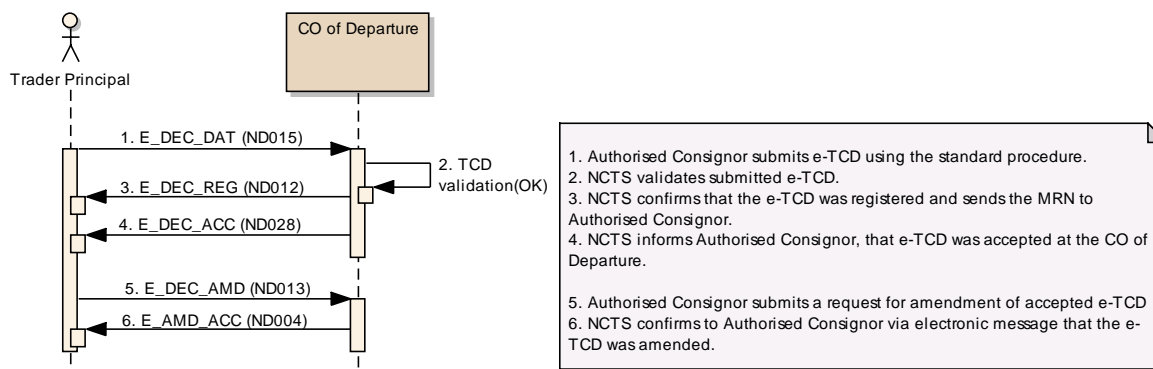 CO of Departure
Trader Principal
1. E_DEC_DAT (ND015)
2. TCD
validation(OK)
3. E_DEC_REG (ND012)
4. E_DEC_ACC (ND028)
5. E_DEC_AMD (ND013)
6. E_AMD_ACC (ND004)
1. Authorised Consignor submits e-TCD using the standard procedure.
2. NCTS validates submitted e-TCD.
3. NCTS confirms that the e-TCD was registered and sends the MRN to
Authorised Consignor.
4. NCTS informs Authorised Consignor, that e-TCD was accepted at the CO of
Departure.
5. Authorised Consignor submits a request for amendment of accepted e-TCD
6. NCTS confirms to Authorised Consignor via electronic message that the e-
TCD was amended.